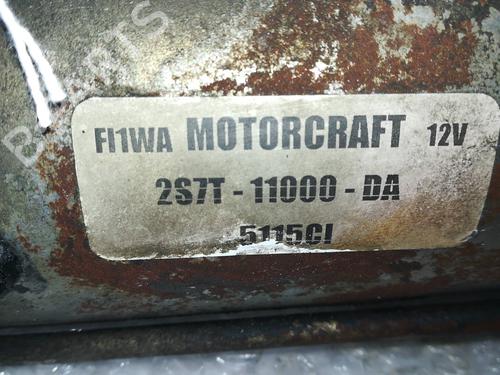 FI1WA MOTORCRAFT 12V
2S7T - 11000 - DA
5115CI